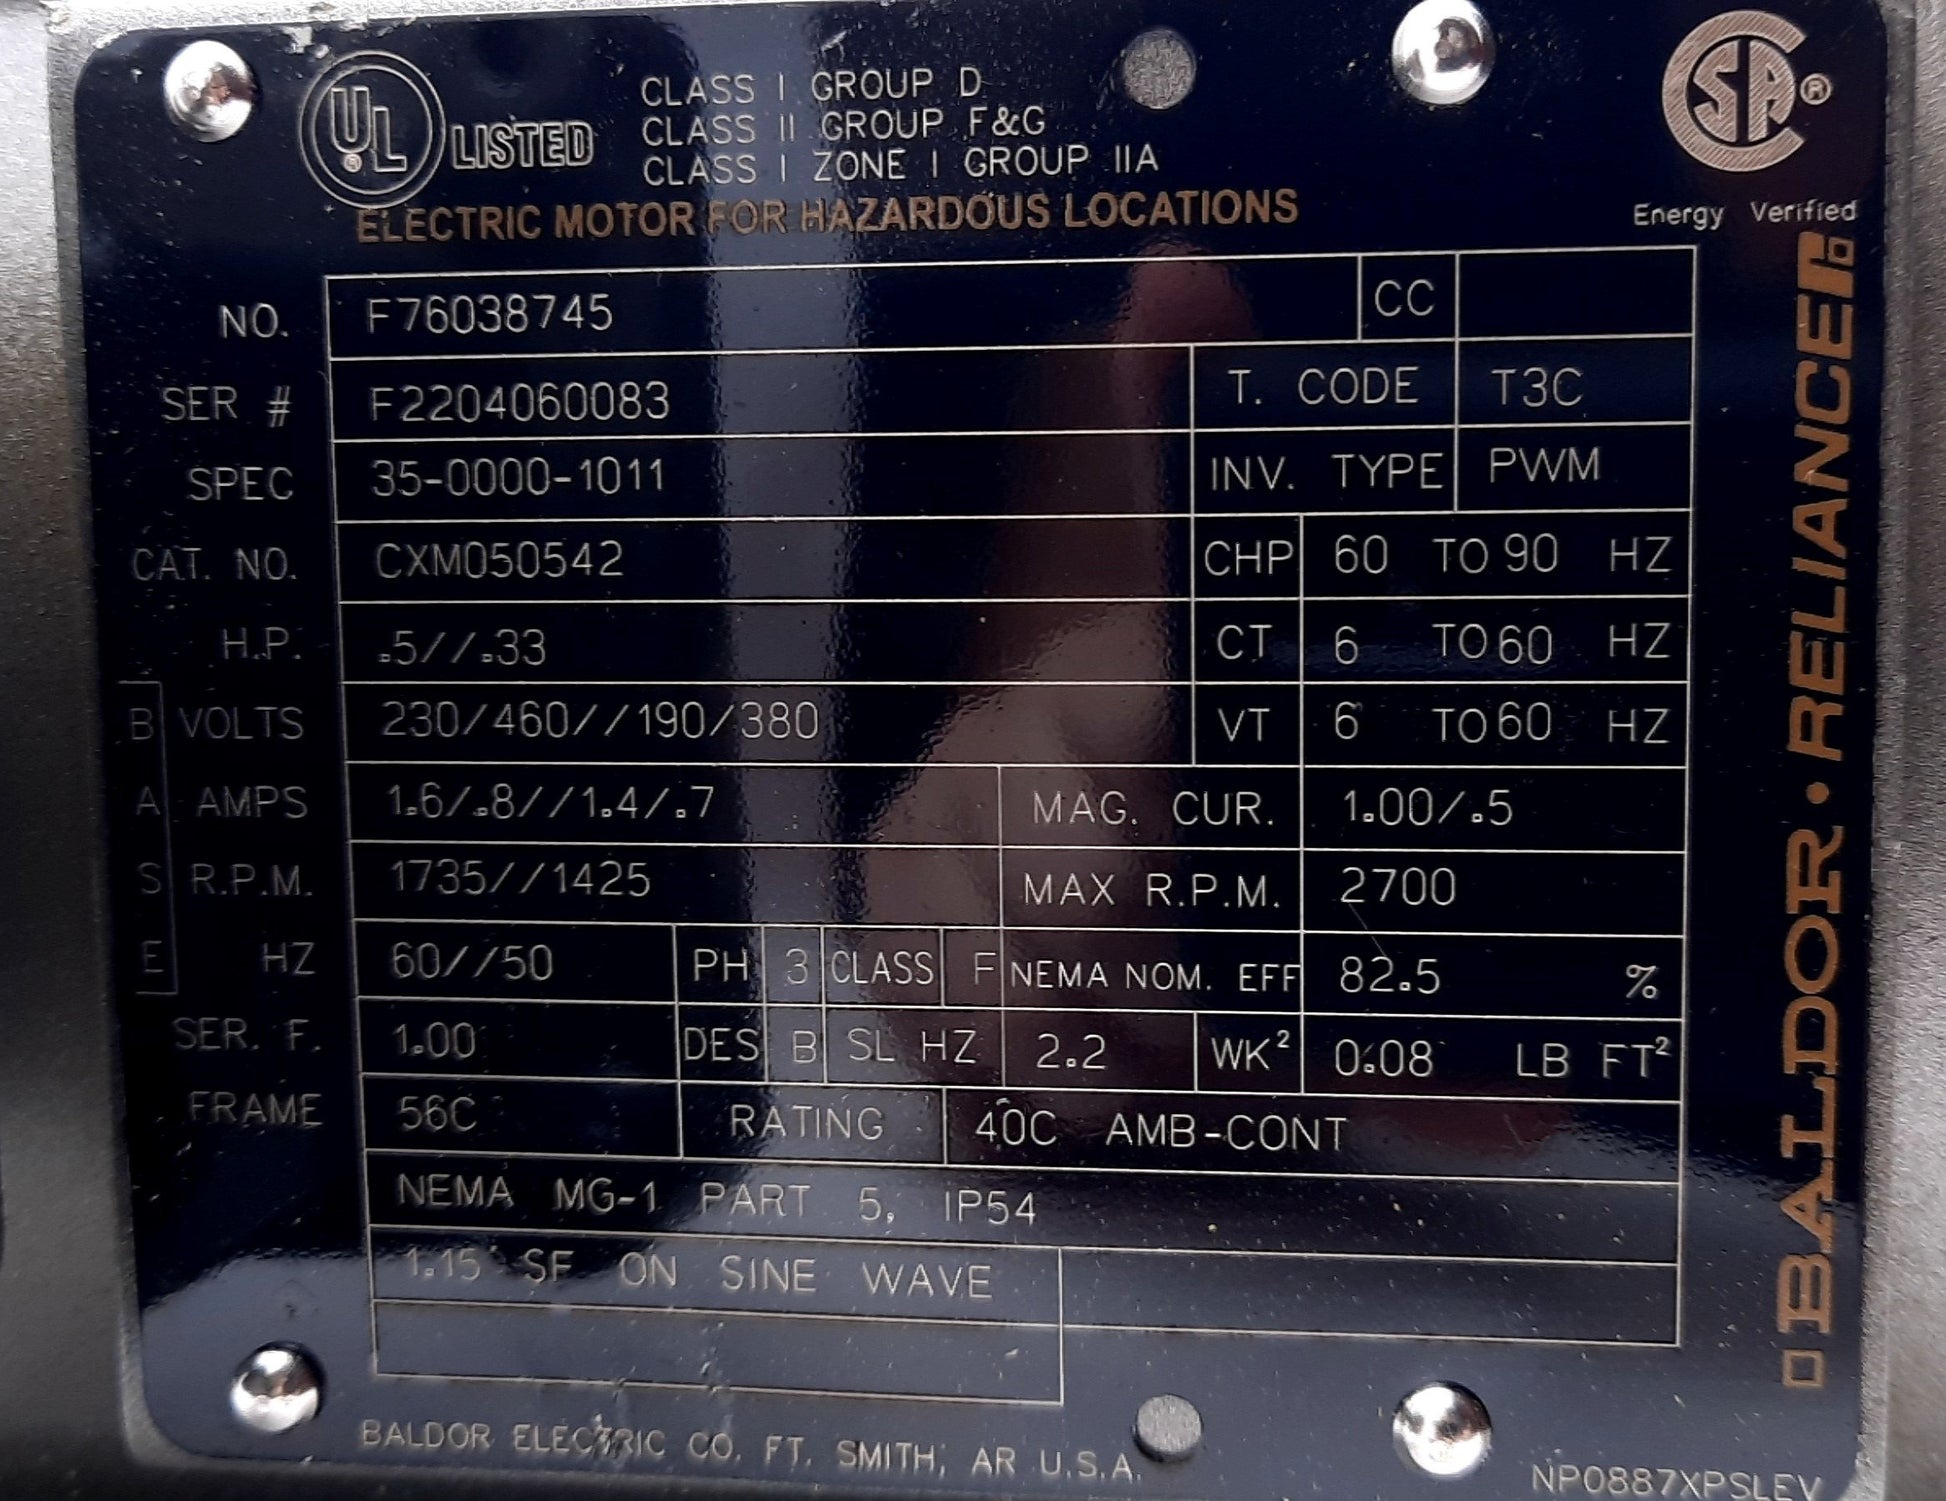 UL® LISTED
CLASS I GROUP D
CLASS II GROUP F&G
CLASS I ZONE I GROUP IIA
SA®
Energy Verified
ELECTRIC MOTOR FOR HAZARDOUS LOCATIONS
NO. F76038745 CC
SER # F2204060083 T. CODE T3C
SPEC 35-0000-1011 INV. TYPE PWM
CAT. NO. CXM050542 CHP 60 TO 90 HZ
H.P. .5//.33 CT 6 TO 60 HZ
B VOLTS 230/460//190/380 VT 6 TO 60 HZ
A AMPS 1.6/.8//1.4/.7 MAG. CUR. 1.00/.5
S R.P.M. 1735//1425 MAX R.P.M. 2700
E HZ 60//50 PH 3 CLASS F NEMA NOM. EFF 82.5 %
SER. F. 1.00 DES B SL HZ 2.2 WK² 0.08 LB FT²
FRAME 56C RATING 40C AMB-CONT
NEMA MG-1 PART 5, IP54
1.15 SF ON SINE WAVE
BALDOR ELECTRIC CO. FT. SMITH, AR U.S.A.
NP0887XPSLEV
BALDOR • RELIANCE